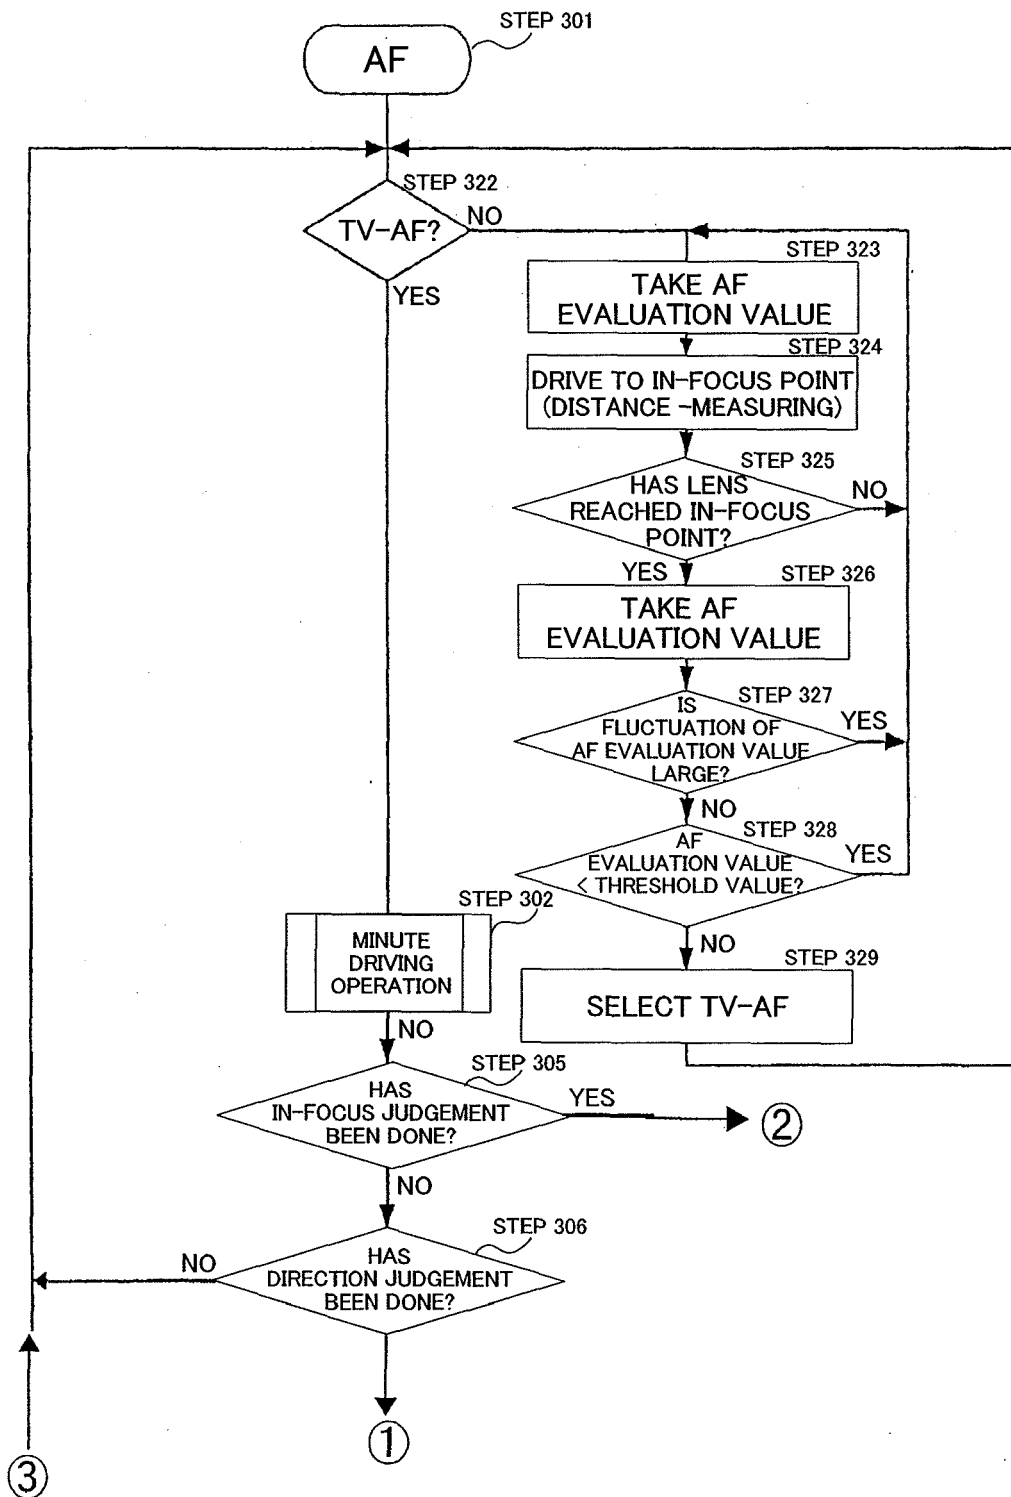 STEP 301
AF
STEP 322
TV-AF?
NO
YES
STEP 323
TAKE AF
EVALUATION VALUE
STEP 324
DRIVE TO IN-FOCUS POINT
(DISTANCE -MEASURING)
STEP 325
HAS LENS
REACHED IN-FOCUS
POINT?
NO
YES
STEP 326
TAKE AF
EVALUATION VALUE
STEP 327
IS
FLUCTUATION OF
AF EVALUATION VALUE
LARGE?
YES
NO
STEP 328
AF
EVALUATION VALUE
< THRESHOLD VALUE?
YES
NO
STEP 329
SELECT TV-AF
STEP 302
MINUTE
DRIVING
OPERATION
NO
STEP 305
HAS
IN-FOCUS JUDGEMENT
BEEN DONE?
YES
②
NO
STEP 306
HAS
DIRECTION JUDGEMENT
BEEN DONE?
NO
①
③